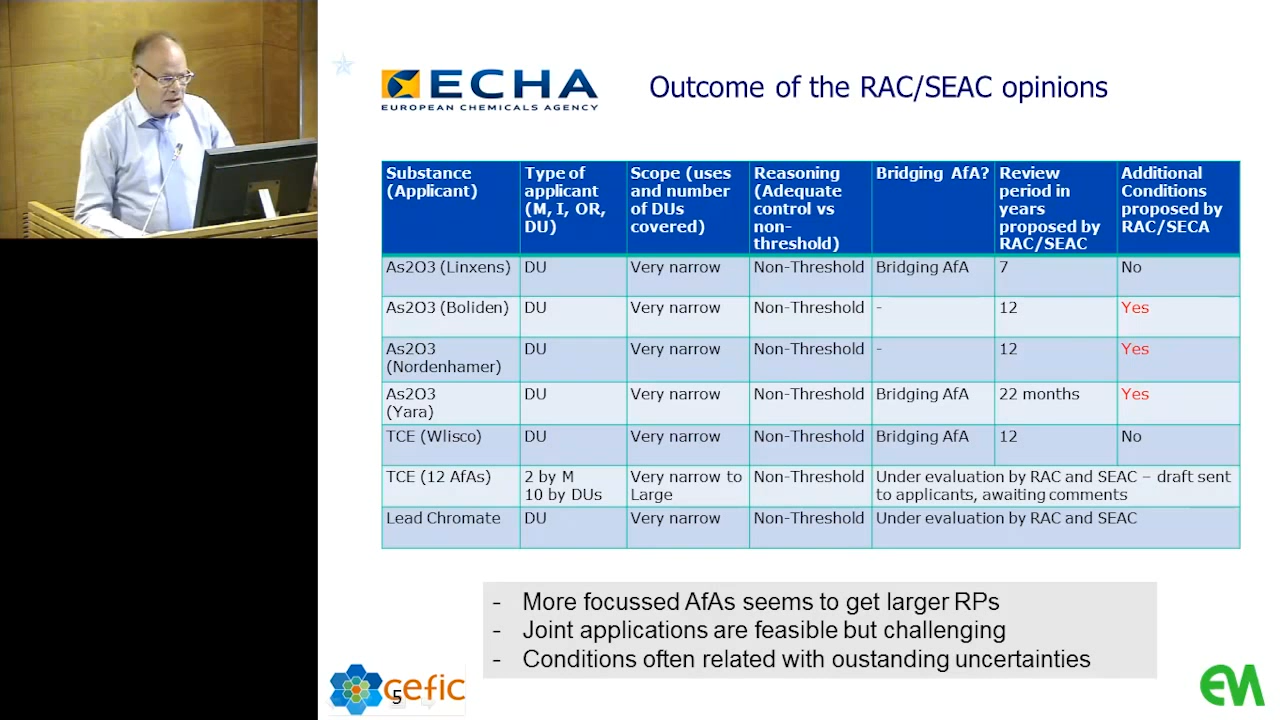 ECHA
EUROPEAN CHEMICALS AGENCY
Outcome of the RAC/SEAC opinions
Substance
(Applicant)
Type of
applicant
(M, I, OR,
DU)
Scope (uses
and number
of DUs
covered)
Reasoning
(Adequate
control vs
non-
threshold)
Bridging AfA?
Review
period in
years
proposed by
RAC/SEAC
Additional
Conditions
proposed by
RAC/SECA
As2O3 (Linxens)
DU
Very narrow
Non-Threshold
Bridging AfA
7
No
As2O3 (Boliden)
DU
Very narrow
Non-Threshold
-
12
Yes
As2O3
(Nordenhamer)
DU
Very narrow
Non-Threshold
-
12
Yes
As2O3
(Yara)
DU
Very narrow
Non-Threshold
Bridging AfA
22 months
Yes
TCE (Wlisco)
DU
Very narrow
Non-Threshold
Bridging AfA
12
No
TCE (12 AfAs)
2 by M
10 by DUs
Very narrow to
Large
Non-Threshold
Under evaluation by RAC and SEAC – draft sent
to applicants, awaiting comments
Lead Chromate
DU
Very narrow
Non-Threshold
Under evaluation by RAC and SEAC
- More focussed AfAs seems to get larger RPs
- Joint applications are feasible but challenging
- Conditions often related with oustanding uncertainties
cefic
5
EM